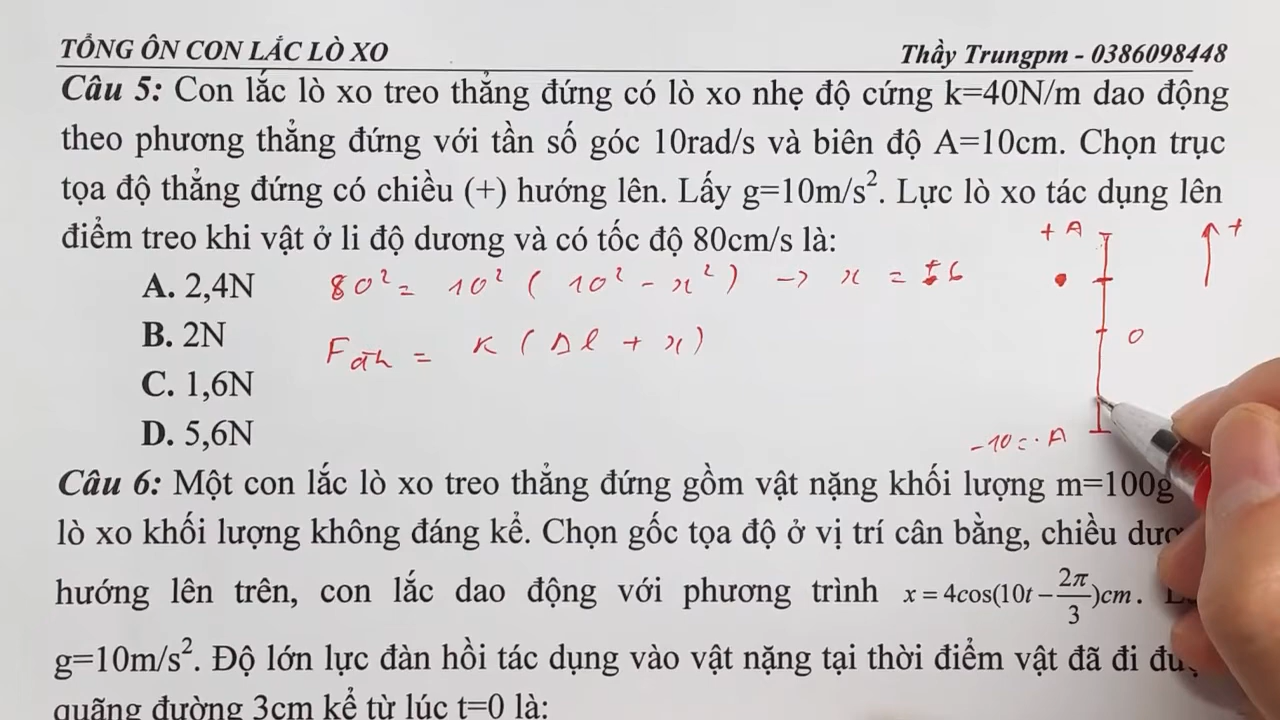 TỔNG ÔN CON LẮC LÒ XO Thầy Trungpm - 0386098448
Câu 5: Con lắc lò xo treo thẳng đứng có lò xo nhẹ độ cứng k=40N/m dao động
theo phương thẳng đứng với tần số góc 10rad/s và biên độ A=10cm. Chọn trục
tọa độ thẳng đứng có chiều (+) hướng lên. Lấy g=10m/s². Lực lò xo tác dụng lên
điểm treo khi vật ở li độ dương và có tốc độ 80cm/s là:
+A +
A. 2,4N 80² = 10² (10² - x²) → x = ±6
B. 2N Fđh = K (Δl + x) O
C. 1,6N
D. 5,6N -10 = -A
Câu 6: Một con lắc lò xo treo thẳng đứng gồm vật nặng khối lượng m=100g
lò xo khối lượng không đáng kể. Chọn gốc tọa độ ở vị trí cân bằng, chiều
hướng lên trên, con lắc dao động với phương trình x = 4cos(10t - 2π/3)cm.
g=10m/s². Độ lớn lực đàn hồi tác dụng vào vật nặng tại thời điểm vật đã đi
quãng đường 3cm kể từ lúc t=0 là: